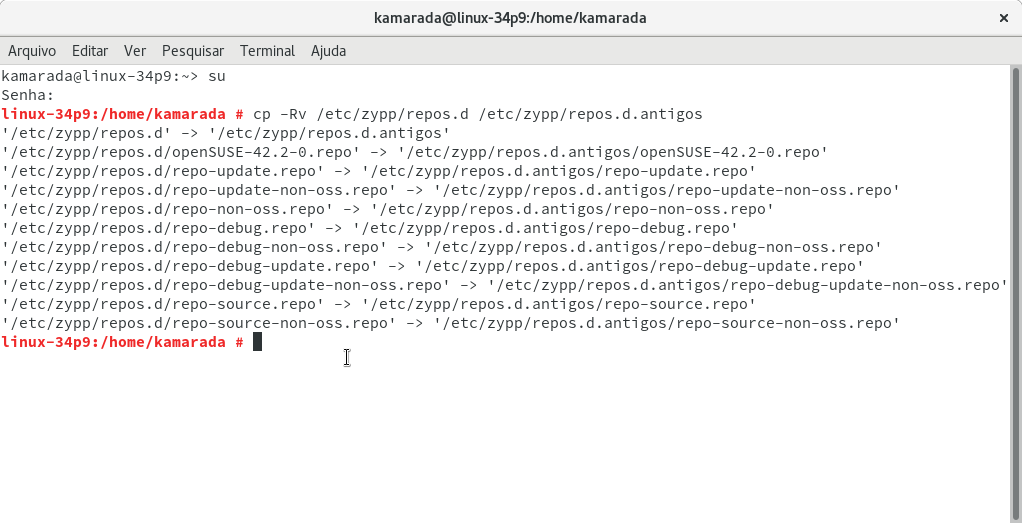 kamarada@linux-34p9:/home/kamarada
Arquivo Editar Ver Pesquisar Terminal Ajuda
kamarada@linux-34p9:~> su
Senha:
linux-34p9:/home/kamarada # cp -Rv /etc/zypp/repos.d /etc/zypp/repos.d.antigos
'/etc/zypp/repos.d' -> '/etc/zypp/repos.d.antigos'
'/etc/zypp/repos.d/openSUSE-42.2-0.repo' -> '/etc/zypp/repos.d.antigos/openSUSE-42.2-0.repo'
'/etc/zypp/repos.d/repo-update.repo' -> '/etc/zypp/repos.d.antigos/repo-update.repo'
'/etc/zypp/repos.d/repo-update-non-oss.repo' -> '/etc/zypp/repos.d.antigos/repo-update-non-oss.repo'
'/etc/zypp/repos.d/repo-non-oss.repo' -> '/etc/zypp/repos.d.antigos/repo-non-oss.repo'
'/etc/zypp/repos.d/repo-debug.repo' -> '/etc/zypp/repos.d.antigos/repo-debug.repo'
'/etc/zypp/repos.d/repo-debug-non-oss.repo' -> '/etc/zypp/repos.d.antigos/repo-debug-non-oss.repo'
'/etc/zypp/repos.d/repo-debug-update.repo' -> '/etc/zypp/repos.d.antigos/repo-debug-update.repo'
'/etc/zypp/repos.d/repo-debug-update-non-oss.repo' -> '/etc/zypp/repos.d.antigos/repo-debug-update-non-oss.repo'
'/etc/zypp/repos.d/repo-source.repo' -> '/etc/zypp/repos.d.antigos/repo-source.repo'
'/etc/zypp/repos.d/repo-source-non-oss.repo' -> '/etc/zypp/repos.d.antigos/repo-source-non-oss.repo'
linux-34p9:/home/kamarada #